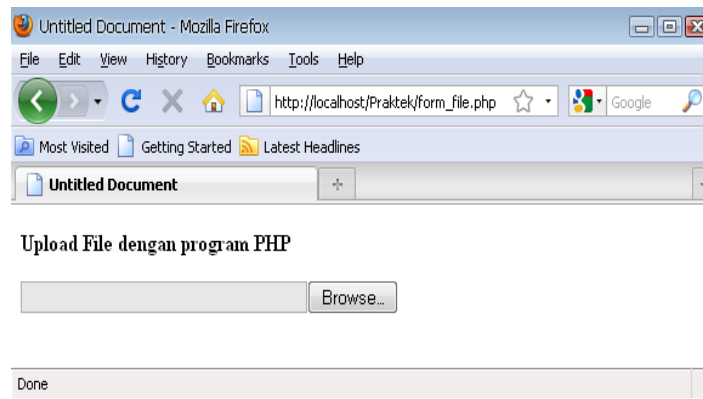 Untitled Document - Mozilla Firefox
File Edit View History Bookmarks Tools Help
http://localhost/Praktek/form_file.php Google
Most Visited Getting Started Latest Headlines
Untitled Document
Upload File dengan program PHP
Browse...
Done